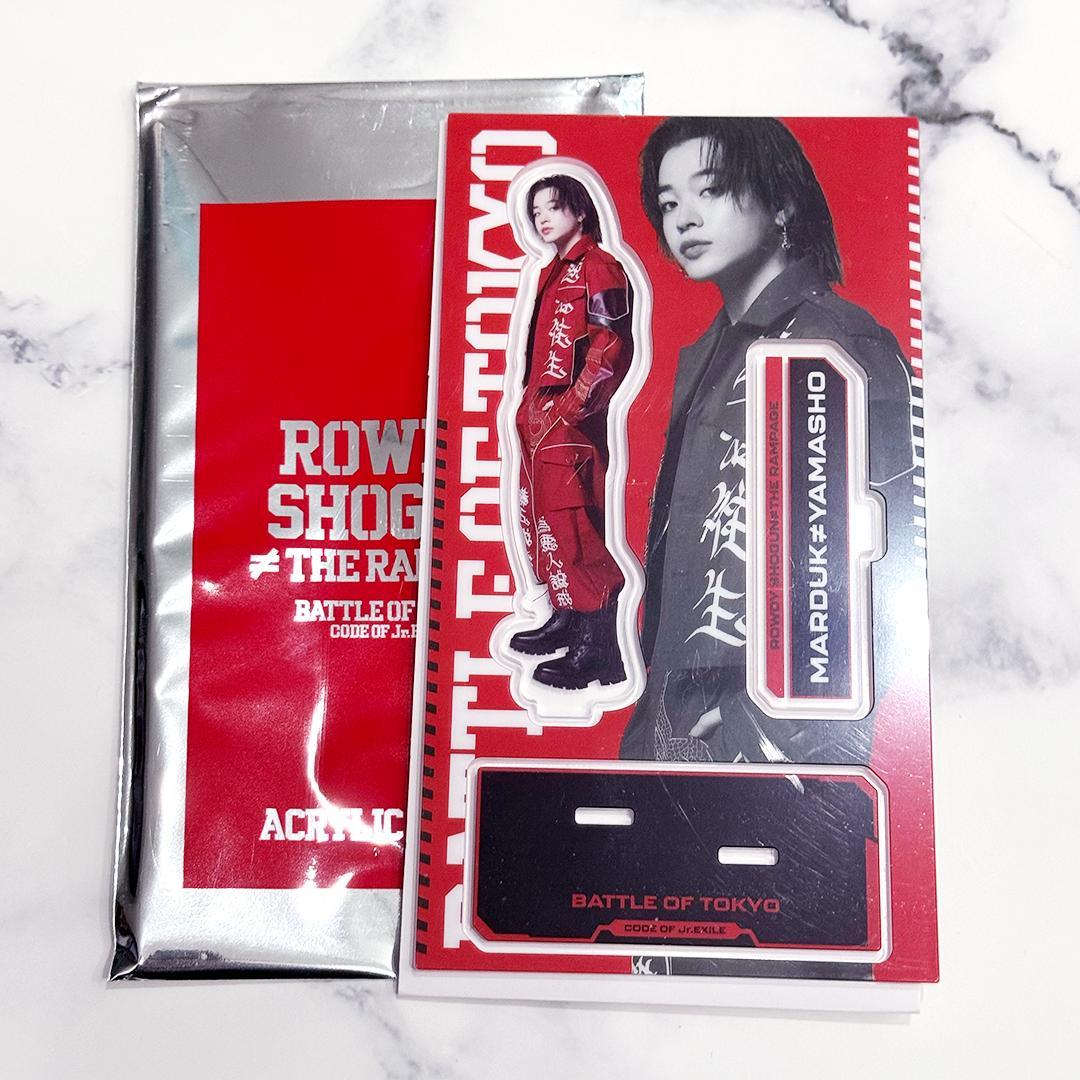 ROW
SHOG
≠ THE RA
BATTLE OF
CODE OF Jr.E
ACRYLIC
BATTLE OF TOKYO
ROWDY SHOGUN≠THE RAMPAGE
MARDUK≠YAMASHO
BATTLE OF TOKYO
CODE OF Jr.EXILE